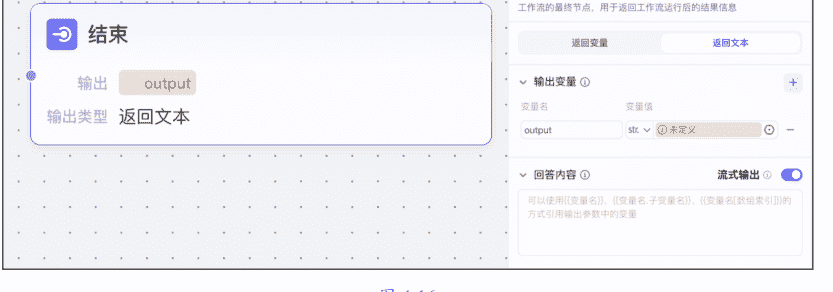 工作流的最终节点，用于返回工作流运行后的结果信息
结束
返回变量 返回文本
输出 output
输出类型 返回文本
输出变量
变量名 变量值
output str. 未定义
回答内容 流式输出
可以使用{{变量名}}、{{变量名.子变量名}}、{{变量名[数组索引]}}的
方式引用输出参数中的变量